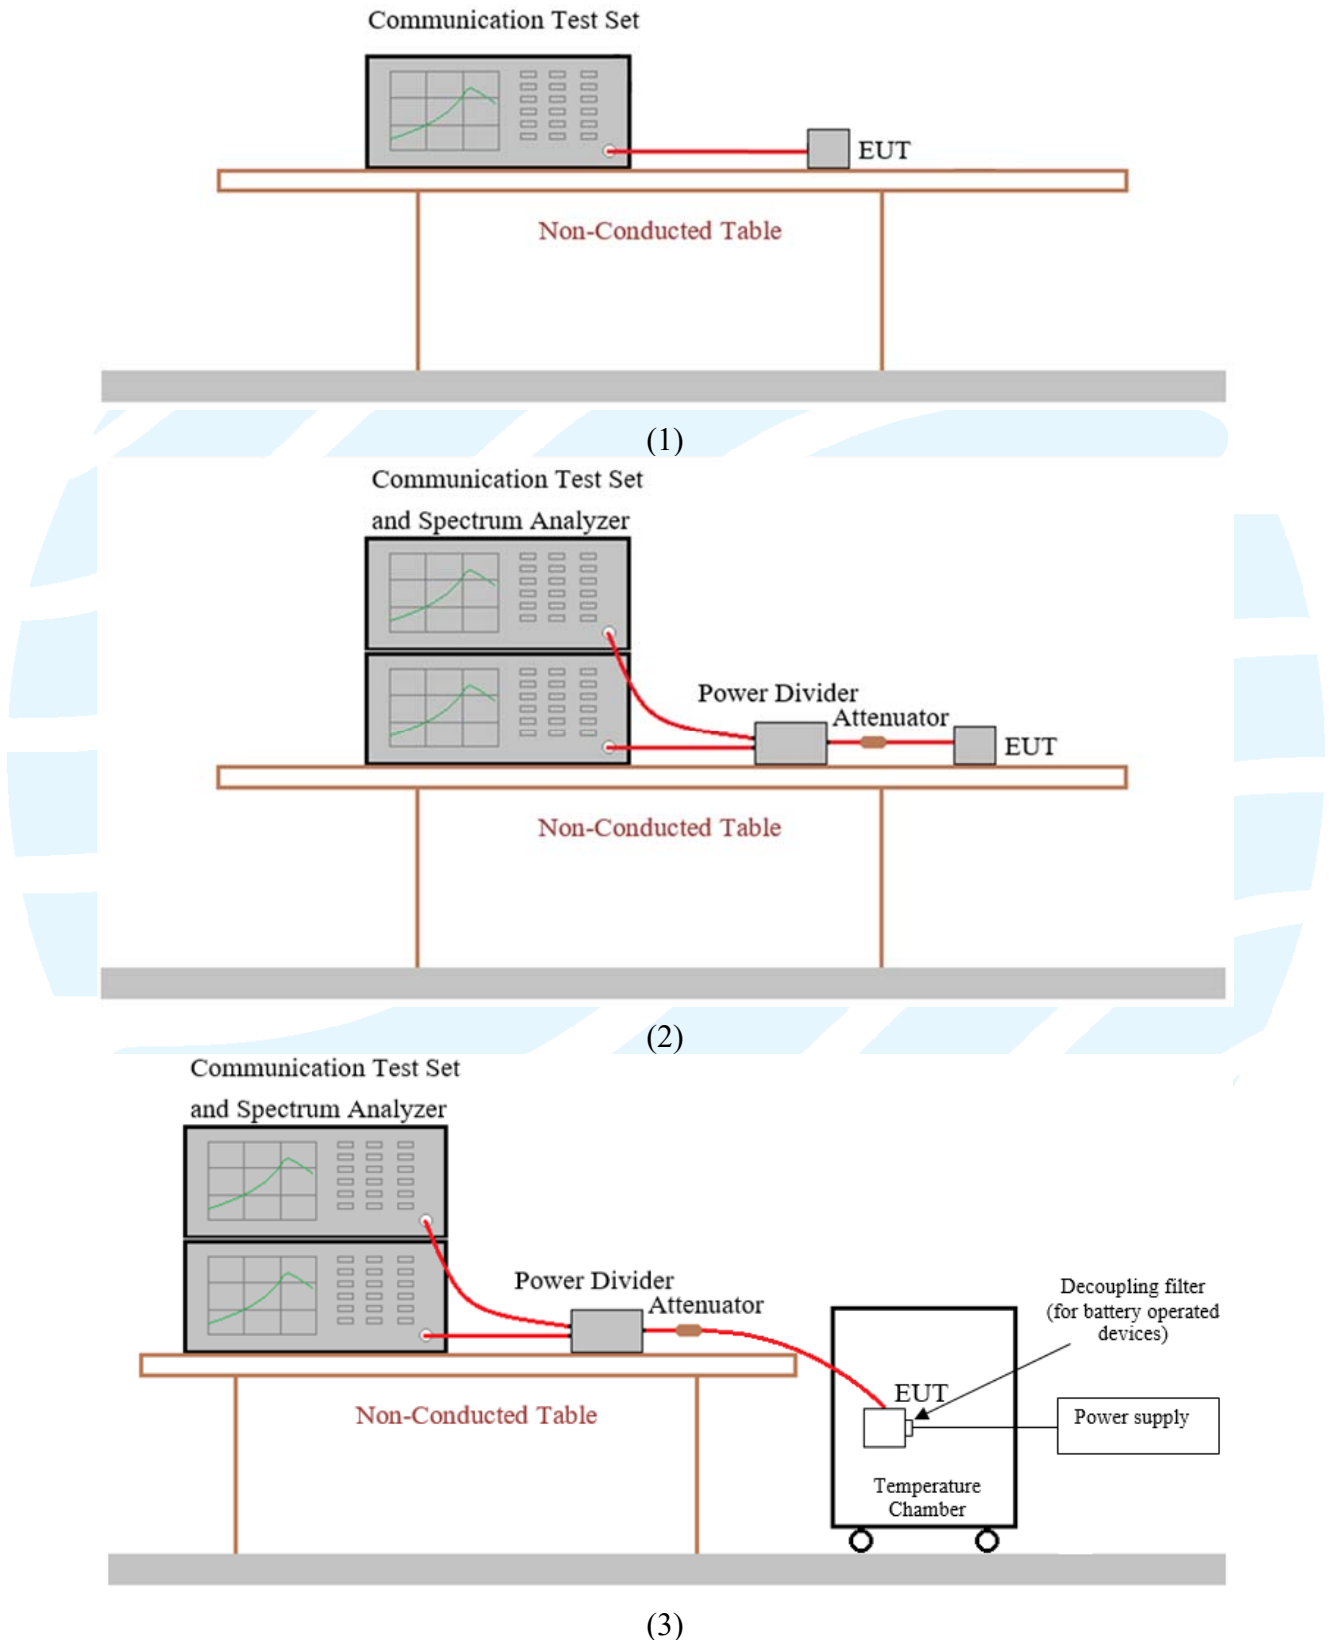 Communication Test Set
EUT
Non-Conducted Table
(1)
Communication Test Set
and Spectrum Analyzer
Power Divider
Attenuator
EUT
Non-Conducted Table
(2)
Communication Test Set
and Spectrum Analyzer
Power Divider
Attenuator
Decoupling filter
(for battery operated
devices)
EUT
Power supply
Non-Conducted Table
Temperature
Chamber
(3)